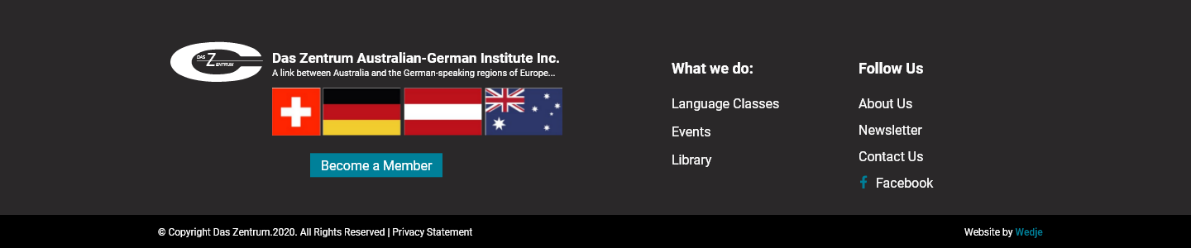 DAS
ZENTRUM
Das Zentrum Australian-German Institute Inc.
A link between Australia and the German-speaking regions of Europe...
Become a Member
What we do:
Language Classes
Events
Library
Follow Us
About Us
Newsletter
Contact Us
Facebook
© Copyright Das Zentrum.2020. All Rights Reserved | Privacy Statement
Website by Wedje